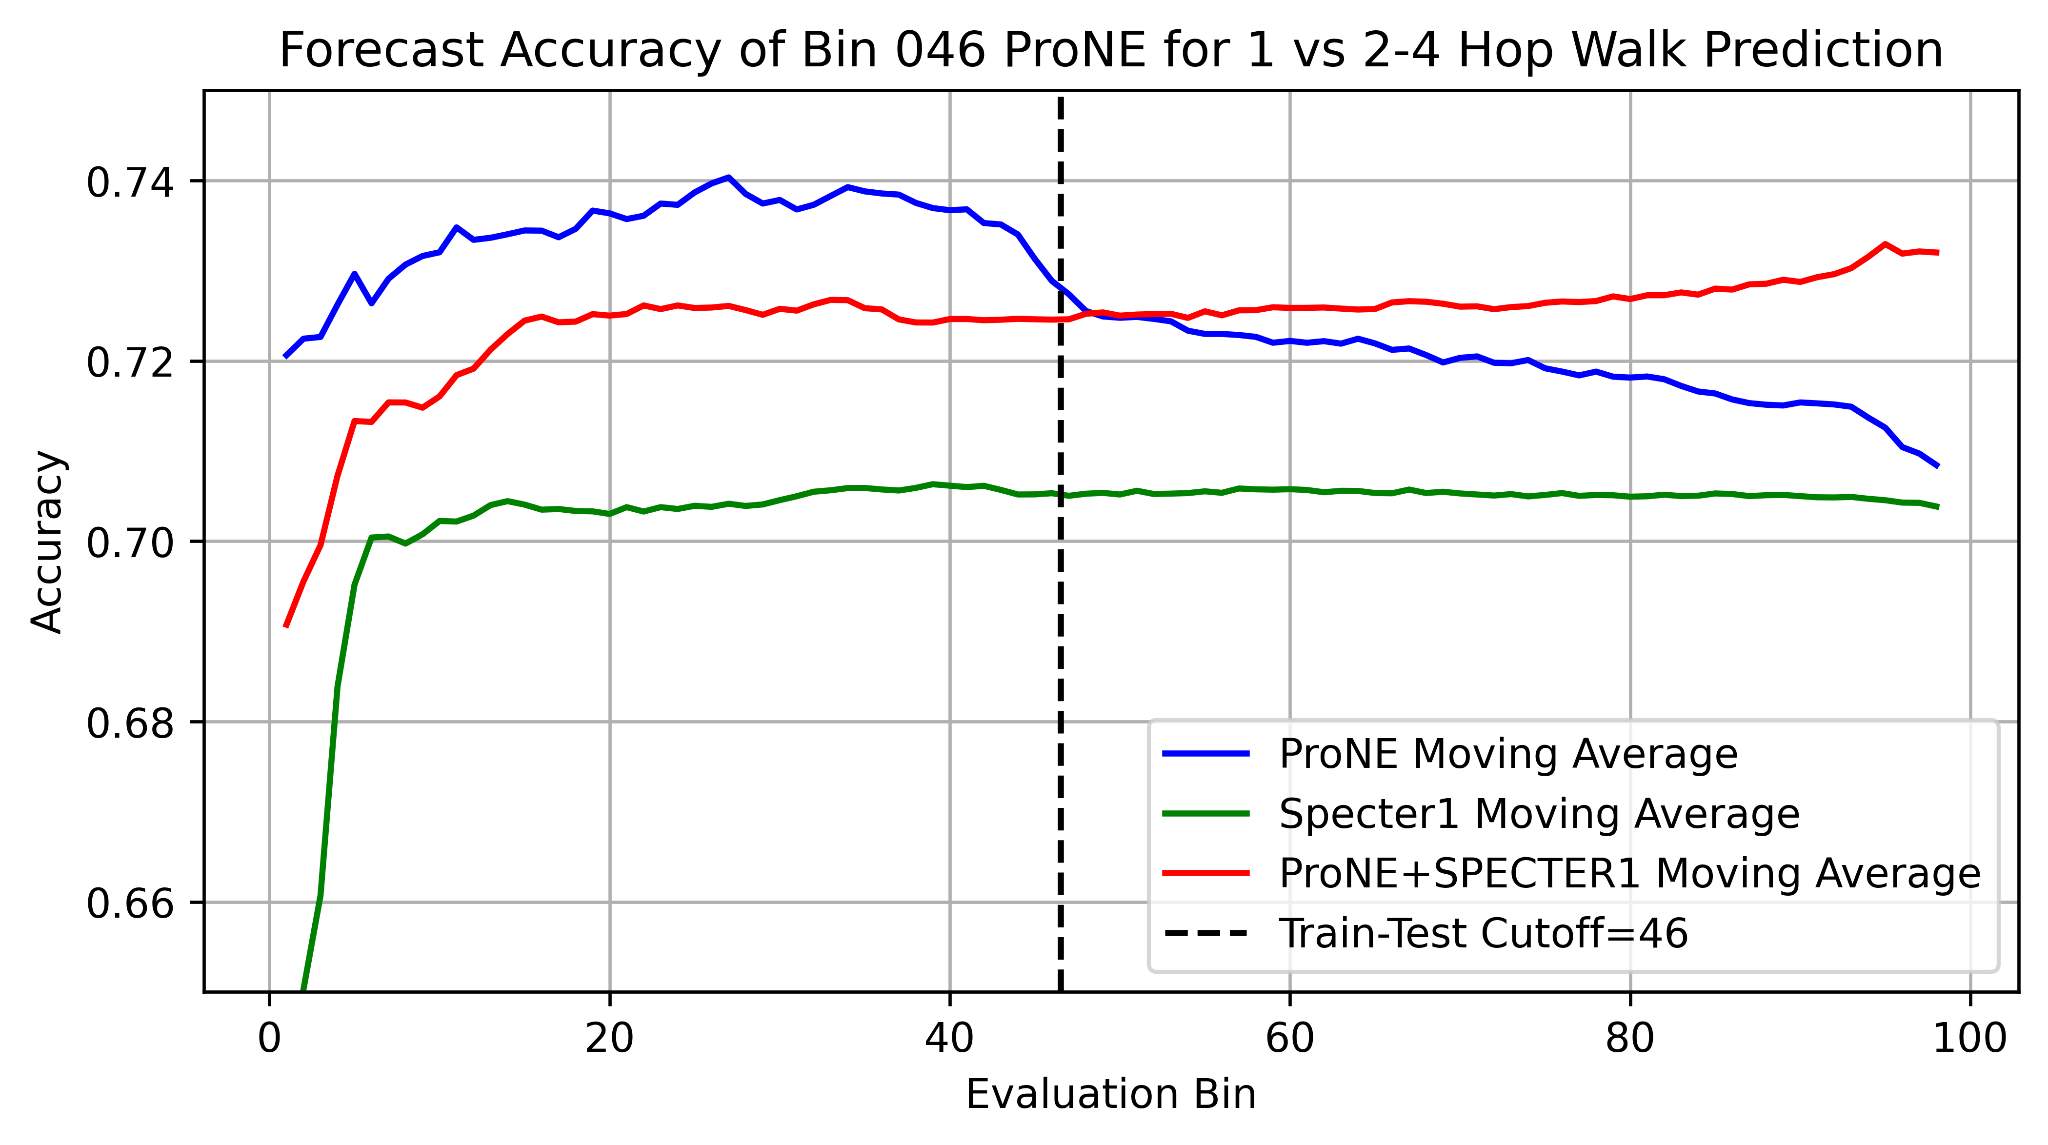 Forecast Accuracy of Bin 046 ProNE for 1 vs 2-4 Hop Walk Prediction
Accuracy
0.74
0.72
0.70
0.68
0.66
ProNE Moving Average
Specter1 Moving Average
ProNE+SPECTER1 Moving Average
Train-Test Cutoff=46
0 20 40 60 80 100
Evaluation Bin